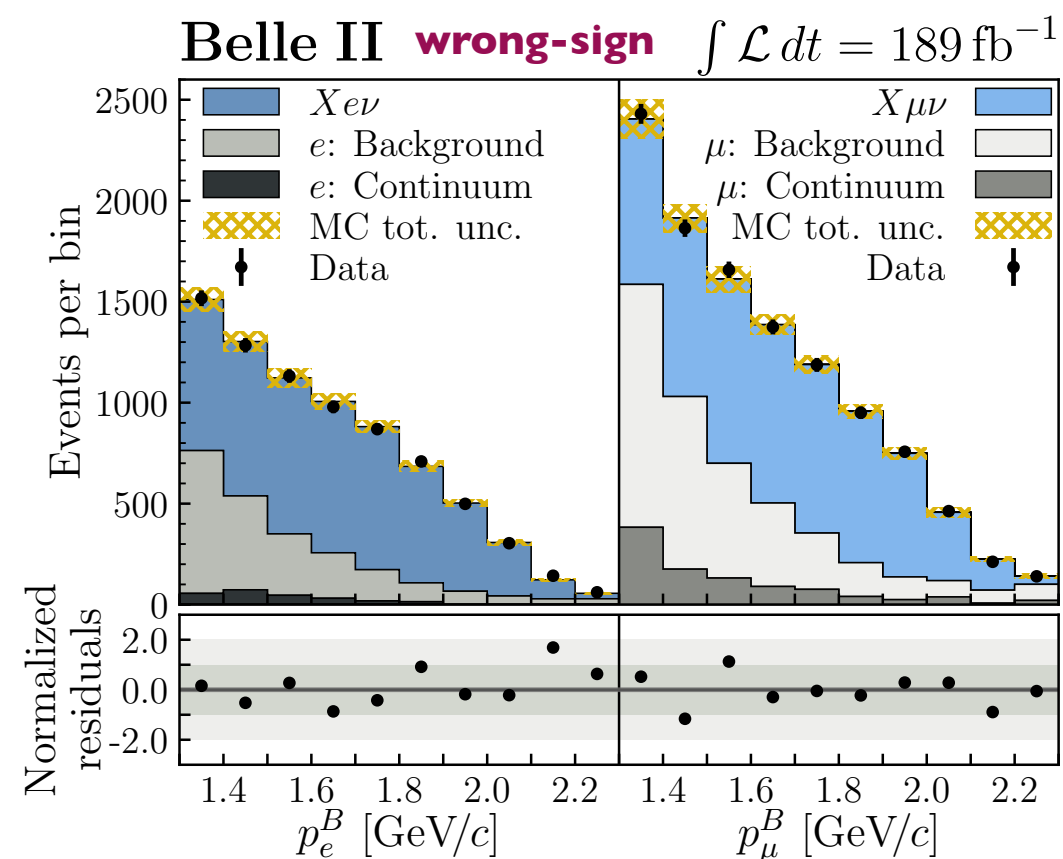 Belle II wrong-sign ∫ L dt = 189 fb⁻¹
Events per bin
2500
2000
1500
1000
500
0
Xeν
e: Background
e: Continuum
MC tot. unc.
Data
Xμν
μ: Background
μ: Continuum
MC tot. unc.
Data
Normalized
residuals
2.0
0.0
-2.0
1.4 1.6 1.8 2.0 2.2 1.4 1.6 1.8 2.0 2.2
p_e^B [GeV/c] p_μ^B [GeV/c]